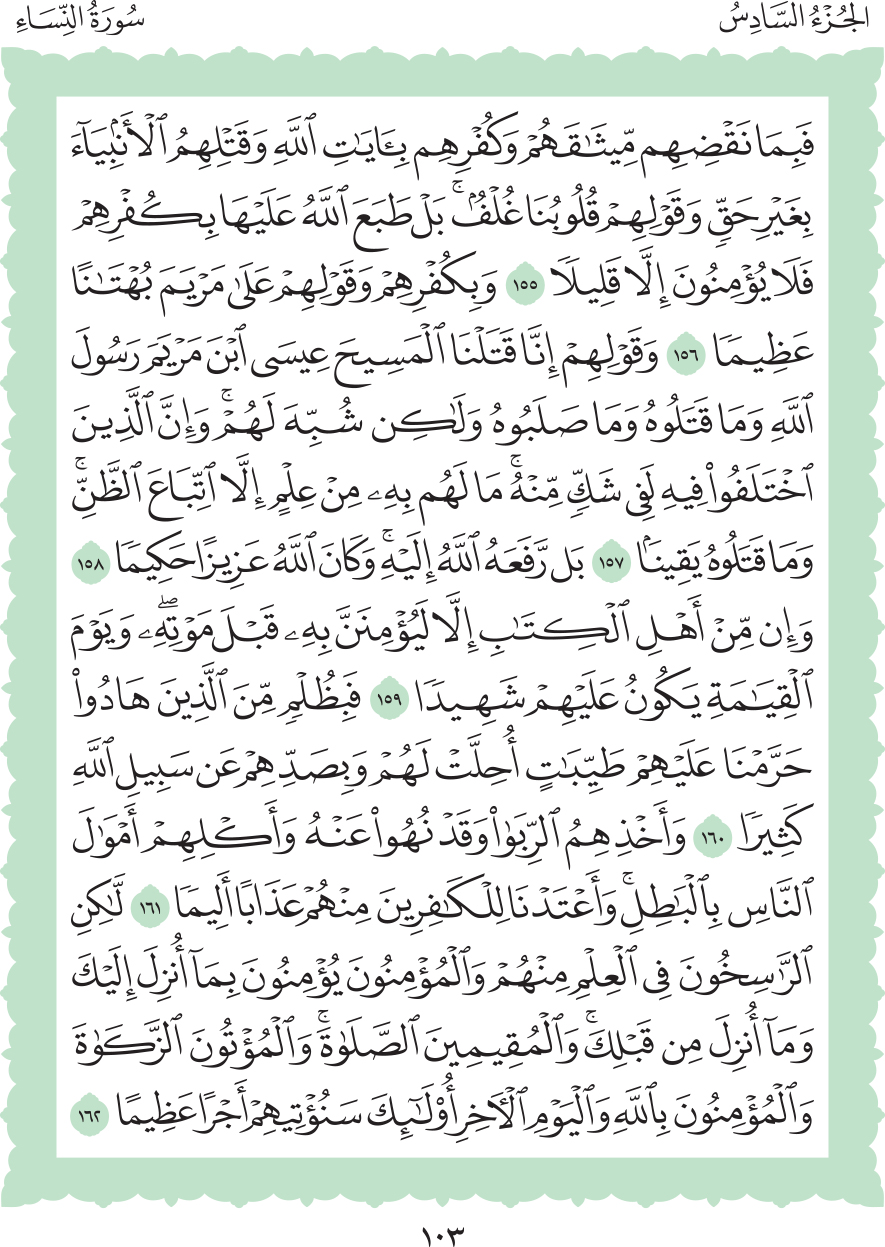 الجُزْءُ السَّادِسُ
سُورَةُ النِّسَاءِ
فَبِمَا نَقْضِهِم مِّيثَٰقَهُمْ وَكُفْرِهِم بِـَٔايَٰتِ ٱللَّهِ وَقَتْلِهِمُ ٱلْأَنۢبِيَآءَ
بِغَيْرِ حَقٍّ وَقَوْلِهِمْ قُلُوبُنَا غُلْفٌۢ ۚ بَلْ طَبَعَ ٱللَّهُ عَلَيْهَا بِكُفْرِهِمْ
فَلَا يُؤْمِنُونَ إِلَّا قَلِيلًا ١٥٥ وَبِكُفْرِهِمْ وَقَوْلِهِمْ عَلَىٰ مَرْيَمَ بُهْتَٰنًا
عَظِيمًا ١٥٦ وَقَوْلِهِمْ إِنَّا قَتَلْنَا ٱلْمَسِيحَ عِيسَى ٱبْنَ مَرْيَمَ رَسُولَ
ٱللَّهِ وَمَا قَتَلُوهُ وَمَا صَلَبُوهُ وَلَٰكِن شُبِّهَ لَهُمْ ۚ وَإِنَّ ٱلَّذِينَ
ٱخْتَلَفُوا۟ فِيهِ لَفِى شَكٍّ مِّنْهُ ۚ مَا لَهُم بِهِۦ مِنْ عِلْمٍ إِلَّا ٱتِّبَاعَ ٱلظَّنِّ ۚ
وَمَا قَتَلُوهُ يَقِينًۢا ١٥٧ بَل رَّفَعَهُ ٱللَّهُ إِلَيْهِ ۚ وَكَانَ ٱللَّهُ عَزِيزًا حَكِيمًا ١٥٨
وَإِن مِّنْ أَهْلِ ٱلْكِتَٰبِ إِلَّا لَيُؤْمِنَنَّ بِهِۦ قَبْلَ مَوْتِهِۦ ۖ وَيَوْمَ
ٱلْقِيَٰمَةِ يَكُونُ عَلَيْهِمْ شَهِيدًا ١٥٩ فَبِظُلْمٍ مِّنَ ٱلَّذِينَ هَادُوا۟
حَرَّمْنَا عَلَيْهِمْ طَيِّبَٰتٍ أُحِلَّتْ لَهُمْ وَبِصَدِّهِمْ عَن سَبِيلِ ٱللَّهِ
كَثِيرًا ١٦٠ وَأَخْذِهِمُ ٱلرِّبَوٰا۟ وَقَدْ نُهُوا۟ عَنْهُ وَأَكْلِهِمْ أَمْوَٰلَ
ٱلنَّاسِ بِٱلْبَٰطِلِ ۚ وَأَعْتَدْنَا لِلْكَٰفِرِينَ مِنْهُمْ عَذَابًا أَلِيمًا ١٦١ لَّٰكِنِ
ٱلرَّٰسِخُونَ فِى ٱلْعِلْمِ مِنْهُمْ وَٱلْمُؤْمِنُونَ يُؤْمِنُونَ بِمَآ أُنزِلَ إِلَيْكَ
وَمَآ أُنزِلَ مِن قَبْلِكَ ۚ وَٱلْمُقِيمِينَ ٱلصَّلَوٰةَ ۚ وَٱلْمُؤْتُونَ ٱلزَّكَوٰةَ
وَٱلْمُؤْمِنُونَ بِٱللَّهِ وَٱلْيَوْمِ ٱلْـَٔاخِرِ أُو۟لَٰٓئِكَ سَنُؤْتِيهِمْ أَجْرًا عَظِيمًا ١٦٢
١٠٣